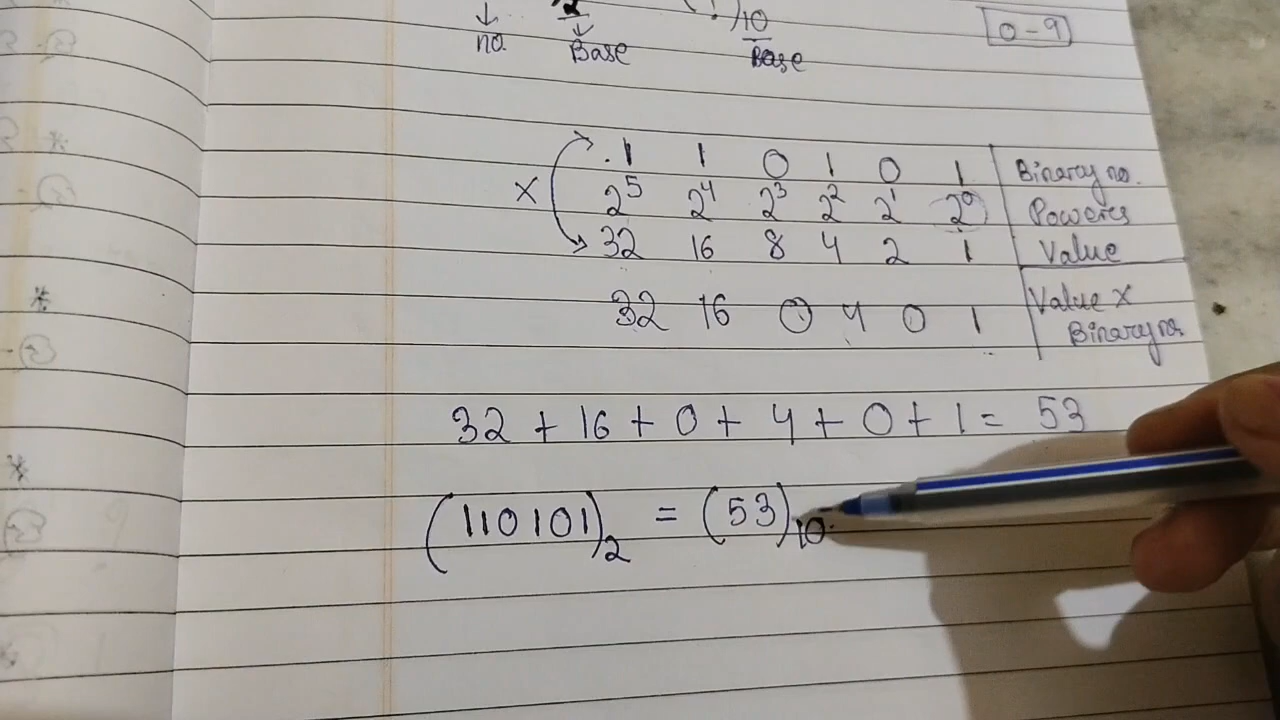 2 ( ? )10 0-9
no. Base Base
1 1 0 1 0 1 Binary no.
x 2⁵ 2⁴ 2³ 2² 2¹ 2⁰ Poweres
32 16 8 4 2 1 Value
32 16 0 4 0 1 Value x
Binary no.
32 + 16 + 0 + 4 + 0 + 1 = 53
(110101)₂ = (53)₁₀